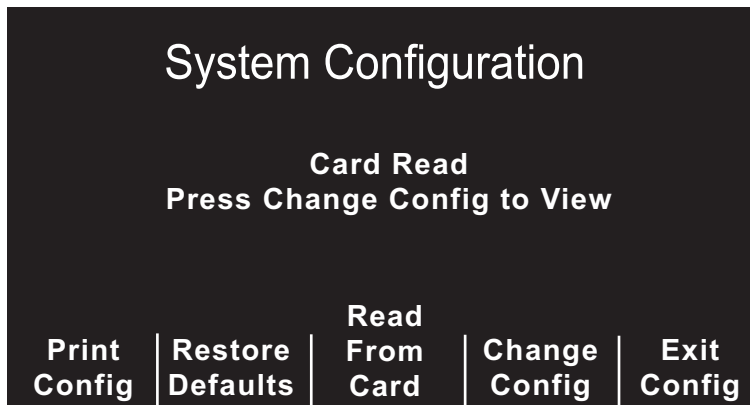 System Configuration
Card Read
Press Change Config to View
Print Config
Restore Defaults
Read From Card
Change Config
Exit Config